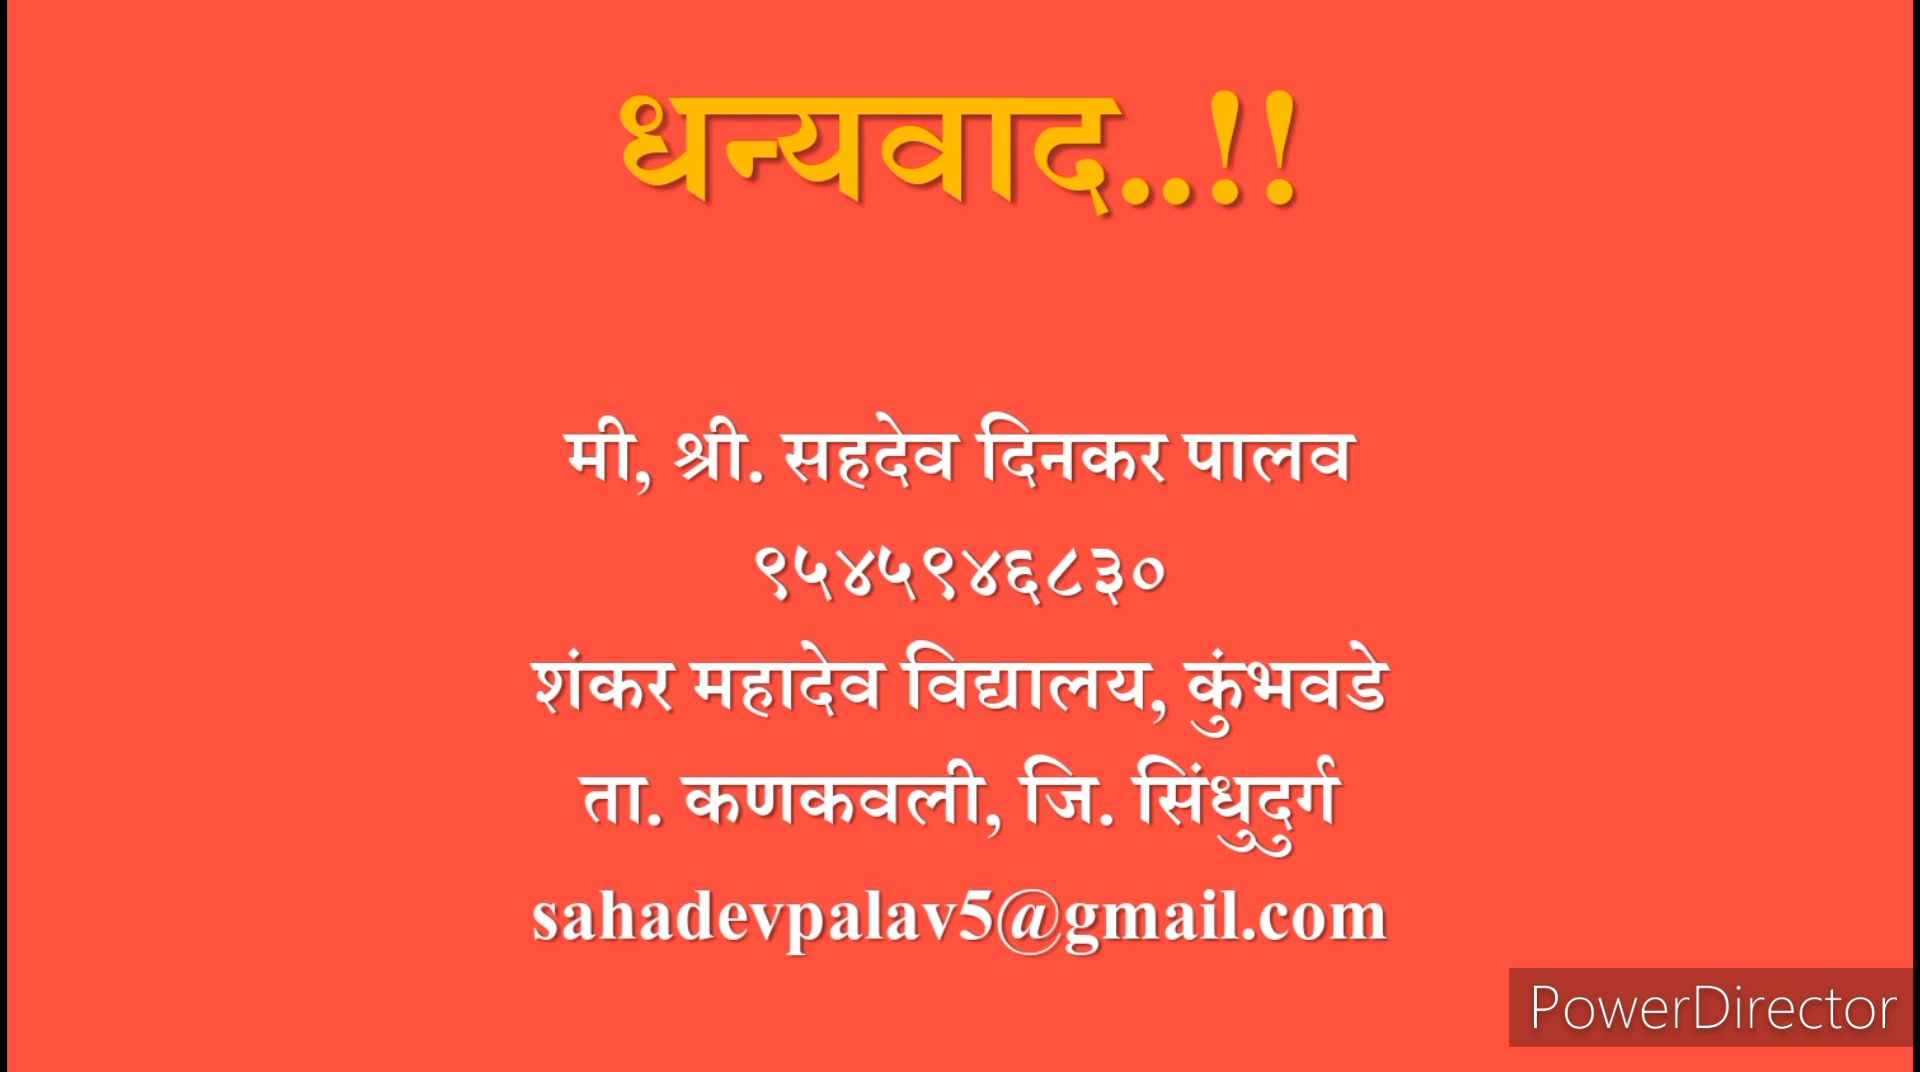 धन्यवाद..!!
मी, श्री. सहदेव दिनकर पालव
९५४५९४६८३०
शंकर महादेव विद्यालय, कुंभवडे
ता. कणकवली, जि. सिंधुदुर्ग
sahadevpalav5@gmail.com
PowerDirector